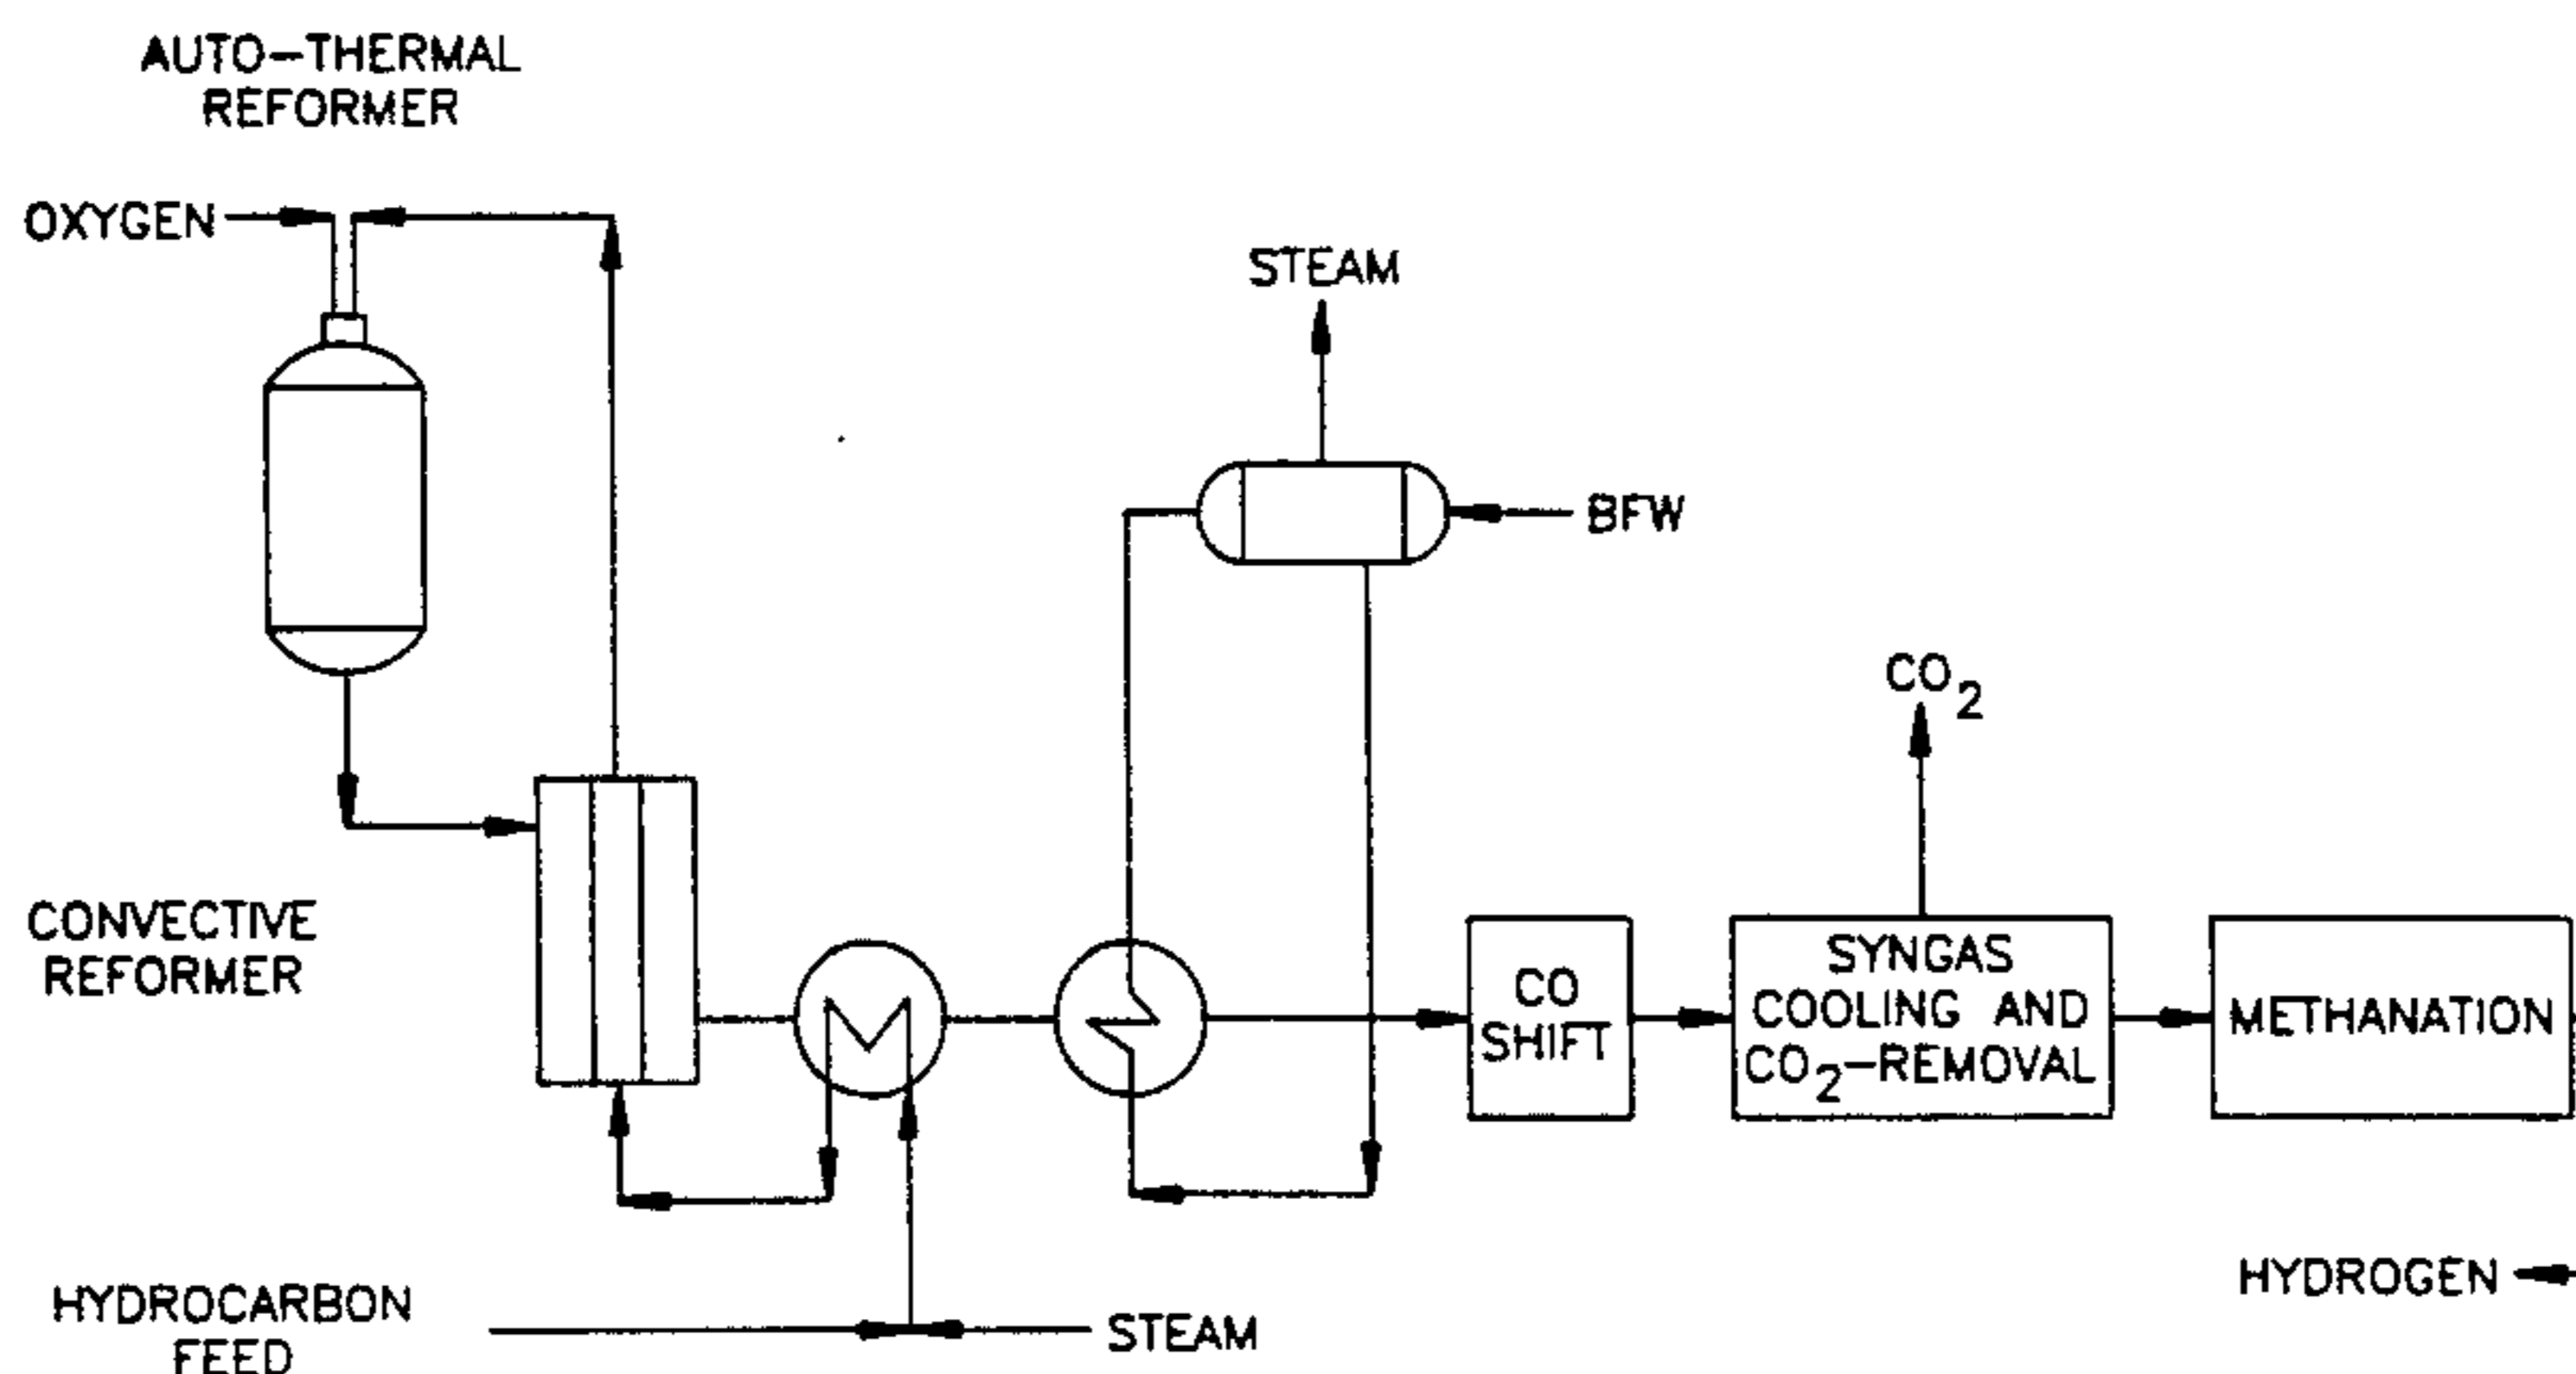 AUTO-THERMAL
REFORMER
OXYGEN
STEAM
BFW
CO2
CONVECTIVE
REFORMER
CO
SHIFT
SYNGAS
COOLING AND
CO2-REMOVAL
METHANATION
HYDROGEN
HYDROCARBON
FEED
STEAM